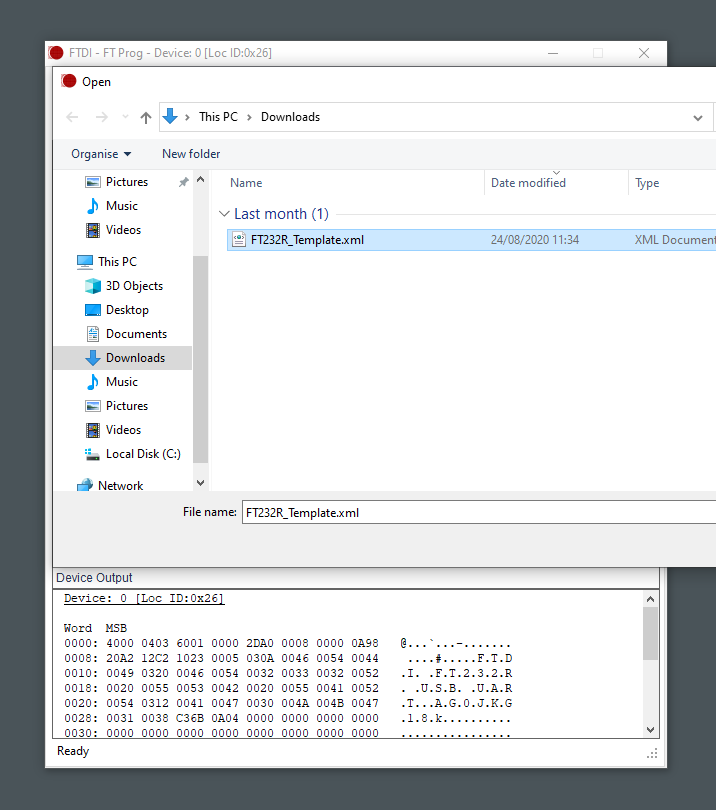 FTDI - FT Prog - Device: 0 [Loc ID:0x26]
Open
This PC > Downloads
Organise New folder
Pictures
Music
Videos
This PC
3D Objects
Desktop
Documents
Downloads
Music
Pictures
Videos
Local Disk (C:)
Network
Name Date modified Type
Last month (1)
FT232R_Template.xml 24/08/2020 11:34 XML Document
File name: FT232R_Template.xml
Device Output
Device: 0 [Loc ID:0x26]
Word MSB
0000: 4000 0403 6001 0000 2DA0 0008 0000 0A98 @...`...-.......
0008: 20A2 12C2 1023 0005 030A 0046 0054 0044 ....#.....F.T.D
0010: 0049 0320 0046 0054 0032 0033 0032 0052 .I. .F.T.2.3.2.R
0018: 0020 0055 0053 0042 0020 0055 0041 0052 . .U.S.B. .U.A.R
0020: 0054 0312 0041 0047 0030 004A 004B 0047 .T...A.G.0.J.K.G
0028: 0031 0038 C36B 0A04 0000 0000 0000 0000 .1.8.k..........
0030: 0000 0000 0000 0000 0000 0000 0000 0000 ................
Ready